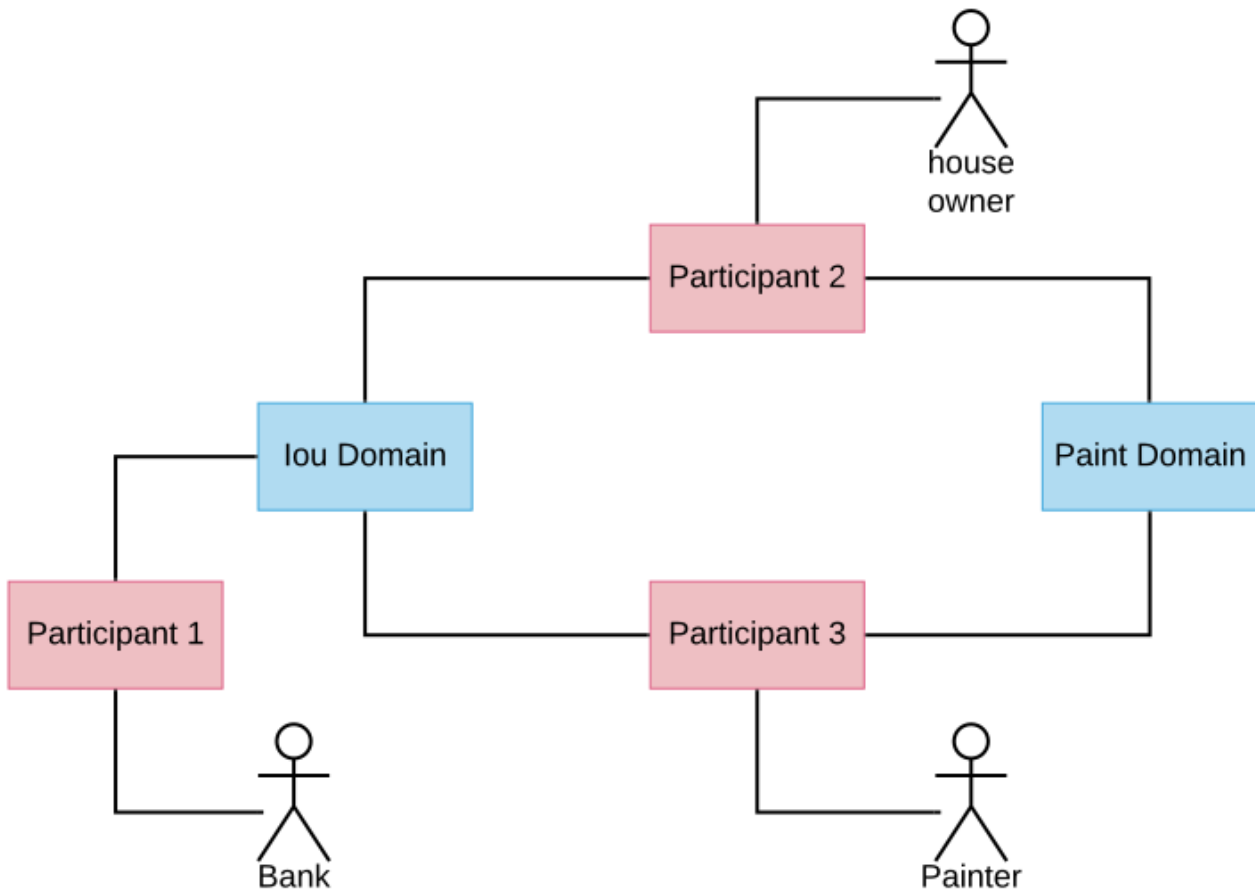 house
owner
Participant 2
Iou Domain
Paint Domain
Participant 1
Participant 3
Bank
Painter